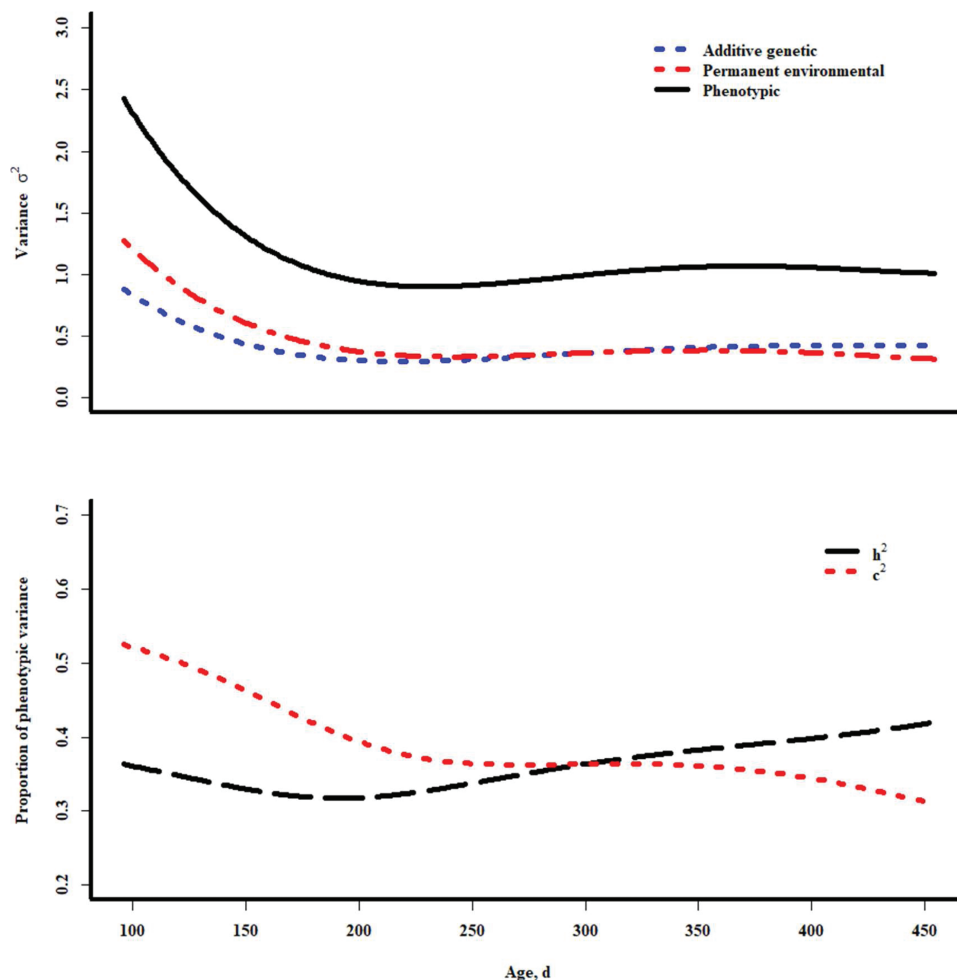 3.0
2.5
2.0
1.5
1.0
0.5
0.0
Variance σ²
Additive genetic
Permanent environmental
Phenotypic
0.7
0.6
0.5
0.4
0.3
0.2
Proportion of phenotypic variance
h²
c²
100 150 200 250 300 350 400 450
Age, d